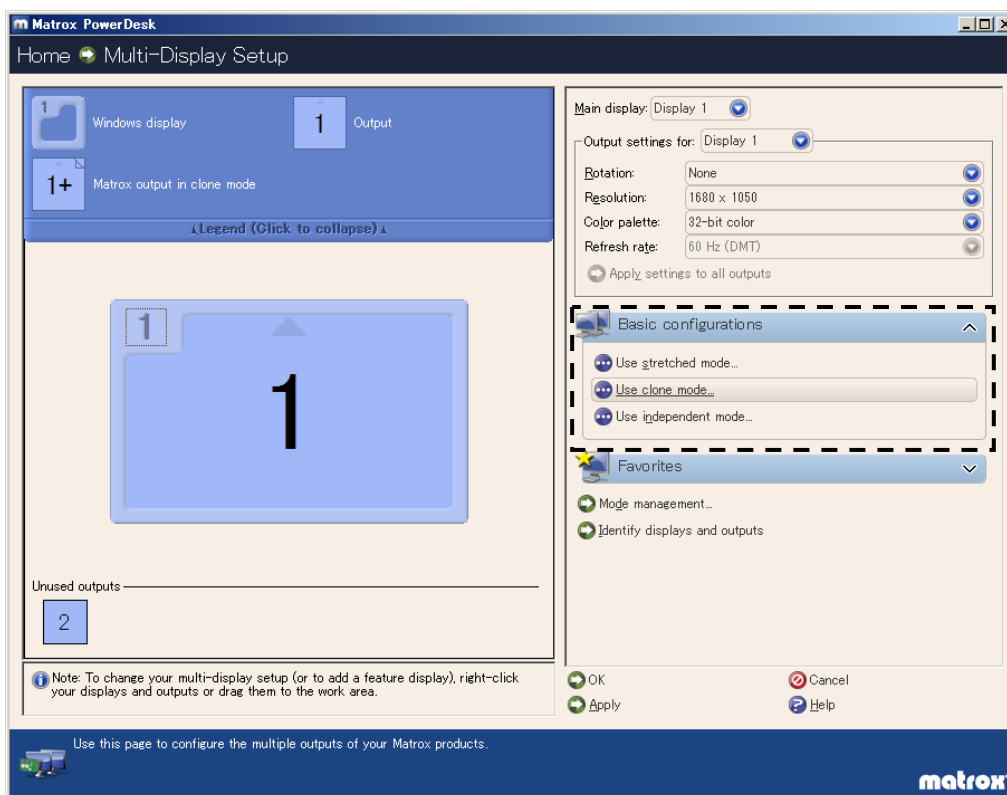 Matrox PowerDesk
Home Multi-Display Setup
1 Windows display
1 Output
1+ Matrox output in clone mode
Legend (Click to collapse)
1
1
Unused outputs
2
Note: To change your multi-display setup (or to add a feature display), right-click
your displays and outputs or drag them to the work area.
Main display: Display 1
Output settings for: Display 1
Rotation: None
Resolution: 1680 x 1050
Color palette: 32-bit color
Refresh rate: 60 Hz (DMT)
Apply settings to all outputs
Basic configurations
Use stretched mode...
Use clone mode...
Use independent mode...
Favorites
Mode management...
Identify displays and outputs
OK Cancel
Apply Help
Use this page to configure the multiple outputs of your Matrox products.
matrox